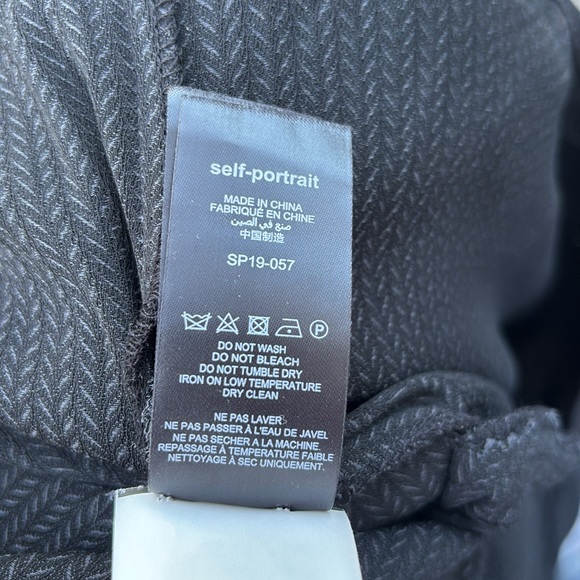 self-portrait
MADE IN CHINA
FABRIQUÉ EN CHINE
صنع في الصين
中国制造
SP19-057
P
DO NOT WASH
DO NOT BLEACH
DO NOT TUMBLE DRY
IRON ON LOW TEMPERATURE
DRY CLEAN
NE PAS LAVER
NE PAS PASSER À L'EAU DE JAVEL
NE PAS SECHER A LA MACHINE
REPASSAGE À TEMPERATURE FAIBLE
NETTOYAGE À SEC UNIQUEMENT.